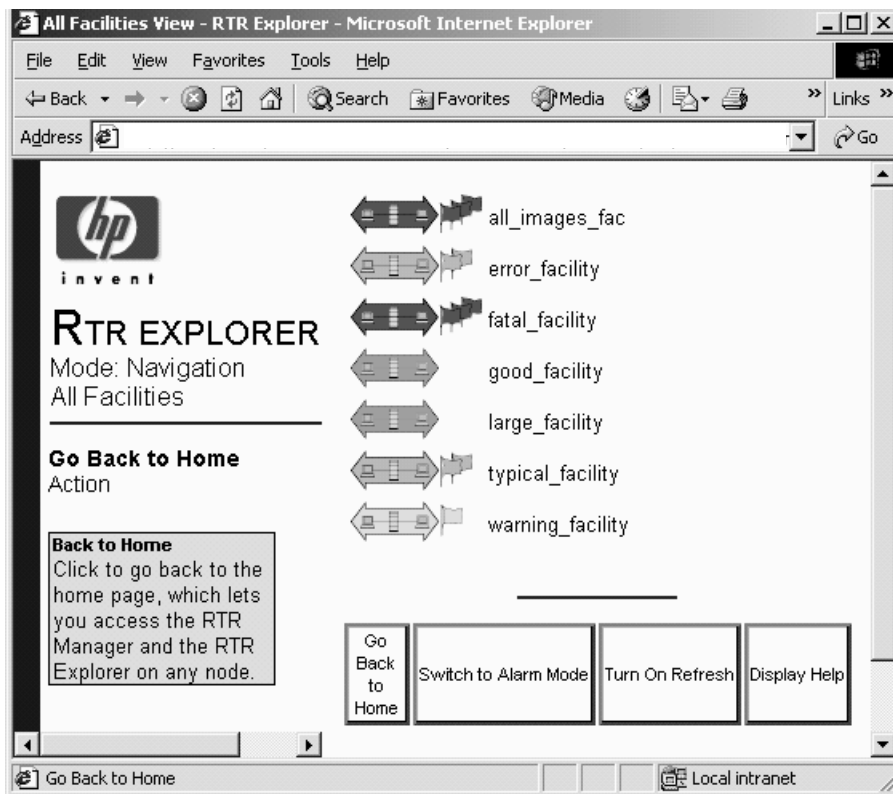 All Facilities View - RTR Explorer - Microsoft Internet Explorer
File Edit View Favorites Tools Help
Back Search Favorites Media » Links »
Address Go
hp
invent
RTR EXPLORER
Mode: Navigation
All Facilities
Go Back to Home
Action
Back to Home
Click to go back to the
home page, which lets
you access the RTR
Manager and the RTR
Explorer on any node.
all_images_fac
error_facility
fatal_facility
good_facility
large_facility
typical_facility
warning_facility
Go
Back
to
Home
Switch to Alarm Mode
Turn On Refresh
Display Help
Go Back to Home
Local intranet